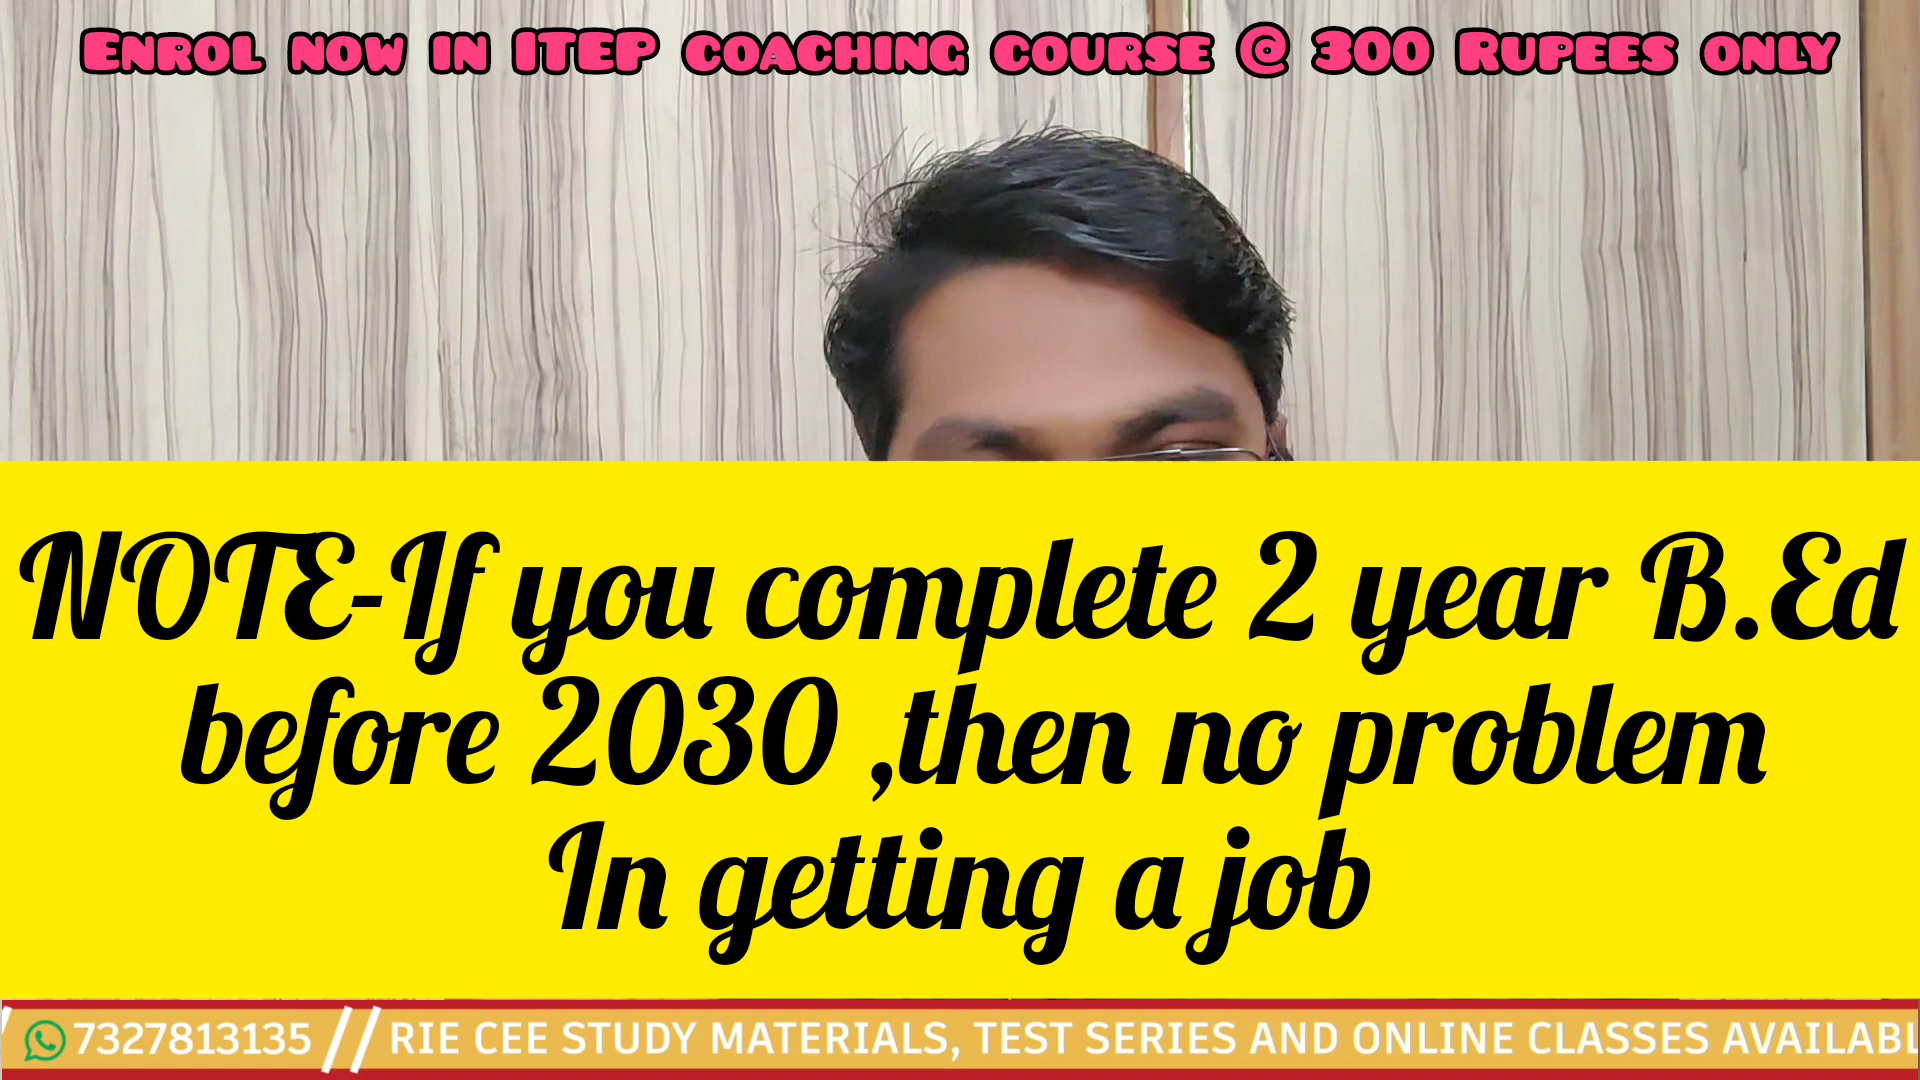 Enrol now in ITEP coaching course @ 300 Rupees only
NOTE-If you complete 2 year B.Ed
before 2030 ,then no problem
In getting a job
7327813135 // RIE CEE STUDY MATERIALS, TEST SERIES AND ONLINE CLASSES